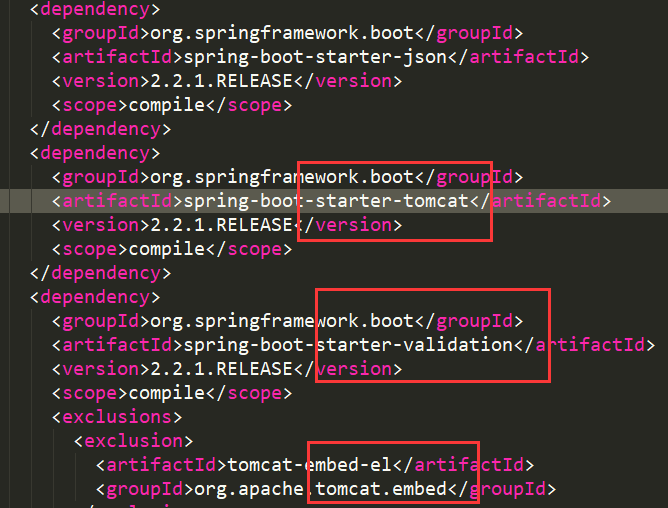 <dependency>
<groupId>org.springframework.boot</groupId>
<artifactId>spring-boot-starter-json</artifactId>
<version>2.2.1.RELEASE</version>
<scope>compile</scope>
</dependency>
<dependency>
<groupId>org.springframework.boot</groupId>
<artifactId>spring-boot-starter-tomcat</artifactId>
<version>2.2.1.RELEASE</version>
<scope>compile</scope>
</dependency>
<dependency>
<groupId>org.springframework.boot</groupId>
<artifactId>spring-boot-starter-validation</artifactId>
<version>2.2.1.RELEASE</version>
<scope>compile</scope>
<exclusions>
<exclusion>
<artifactId>tomcat-embed-el</artifactId>
<groupId>org.apache.tomcat.embed</groupId>